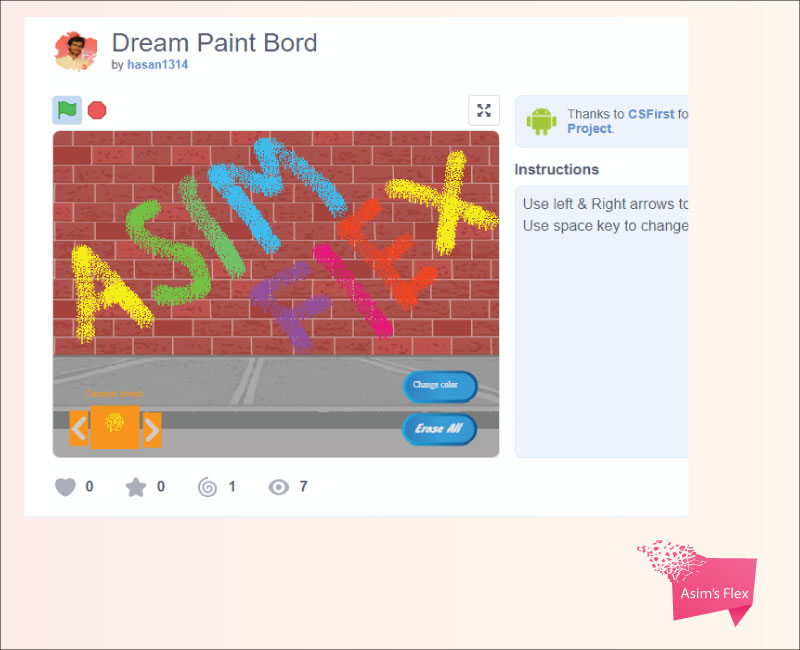 Dream Paint Bord
by hasan1314
Thanks to CSFirst fo
Project.
Instructions
Use left & Right arrows to
Use space key to change
ASIM
FlEX
Current brush
Change color
Erase All
0
0
1
7
Asim's Flex